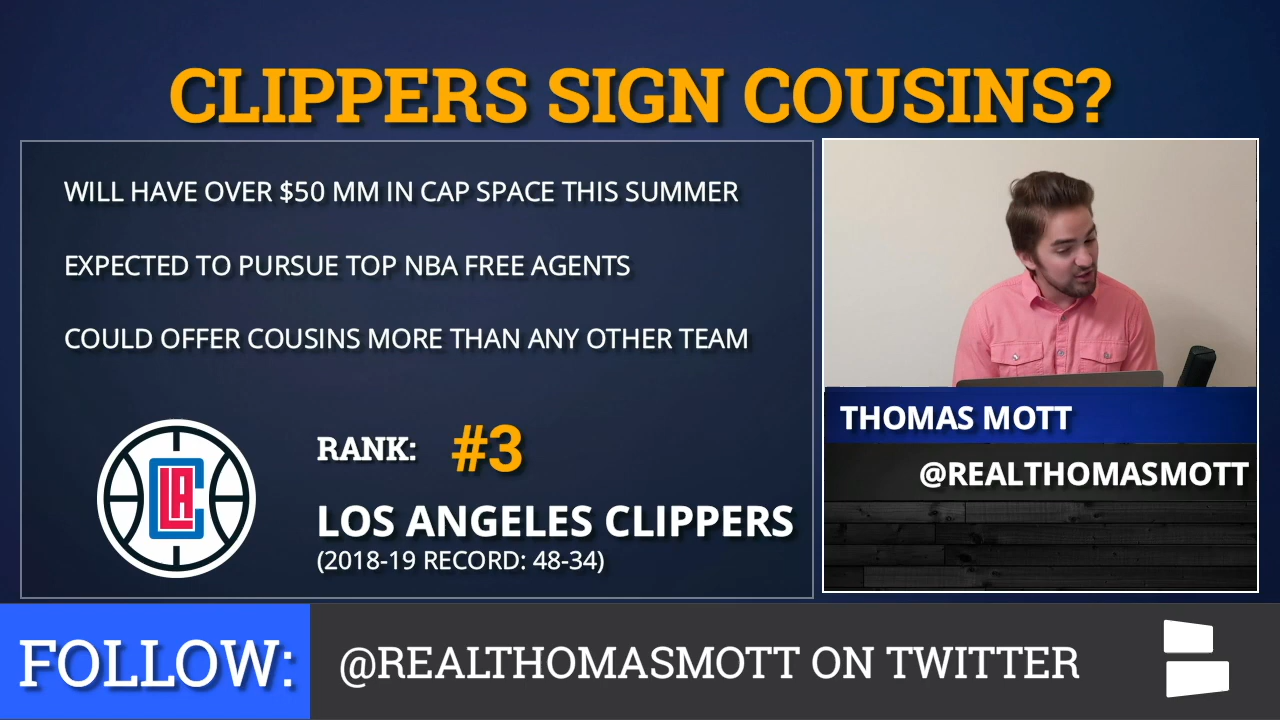 CLIPPERS SIGN COUSINS?
WILL HAVE OVER $50 MM IN CAP SPACE THIS SUMMER
EXPECTED TO PURSUE TOP NBA FREE AGENTS
COULD OFFER COUSINS MORE THAN ANY OTHER TEAM
LA
C
RANK: #3
LOS ANGELES CLIPPERS
(2018-19 RECORD: 48-34)
THOMAS MOTT
@REALTHOMASMOTT
FOLLOW: @REALTHOMASMOTT ON TWITTER